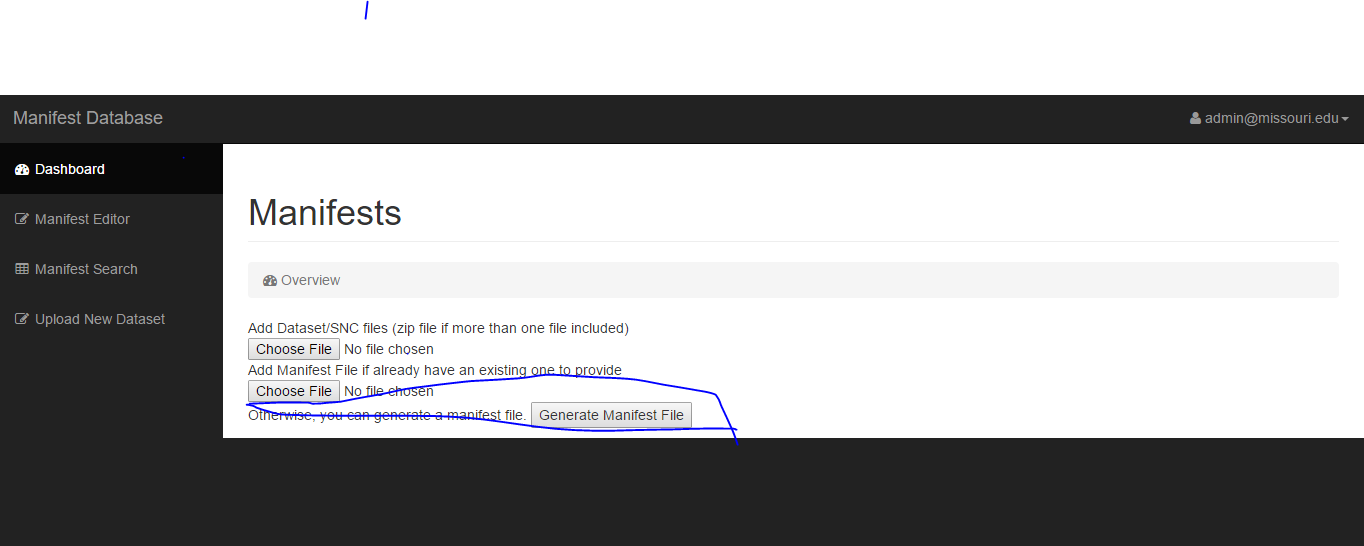 Manifest Database
admin@missouri.edu
Dashboard
Manifest Editor
Manifest Search
Upload New Dataset
Manifests
Overview
Add Dataset/SNC files (zip file if more than one file included)
Choose File No file chosen
Add Manifest File if already have an existing one to provide
Choose File No file chosen
Otherwise, you can generate a manifest file. Generate Manifest File